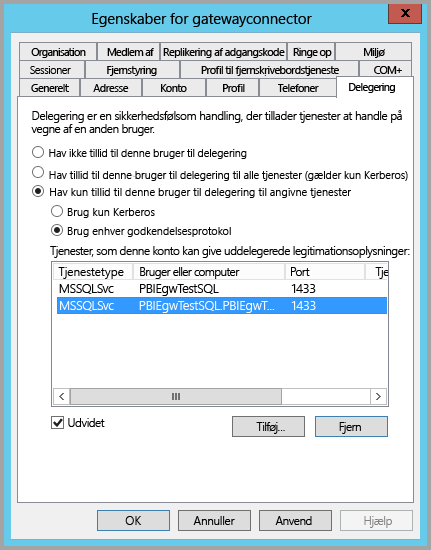 Egenskaber for gatewayconnector
x
Organisation Medlem af Replikering af adgangskode Ringe op Miljø
Sessioner Fjernstyring Profil til fjernskrivebordstjeneste COM+
Generelt Adresse Konto Profil Telefoner Delegering
Delegering er en sikkerhedsfølsom handling, der tillader tjenester at handle på
vegne af en anden bruger.
Hav ikke tillid til denne bruger til delegering
Hav tillid til denne bruger til delegering til alle tjenester (gælder kun Kerberos)
Hav kun tillid til denne bruger til delegering til angivne tjenester
Brug kun Kerberos
Brug enhver godkendelsesprotokol
Tjenester, som denne konto kan give uddelegerede legitimationsoplysninger:
Tjenestetype Bruger eller computer Port Tje
MSSQLSvc PBIEgwTestSQL 1433
MSSQLSvc PBIEgwTestSQL.PBIEgwT... 1433
Udvidet Tilføj... Fjern
OK Annuller Anvend Hjælp